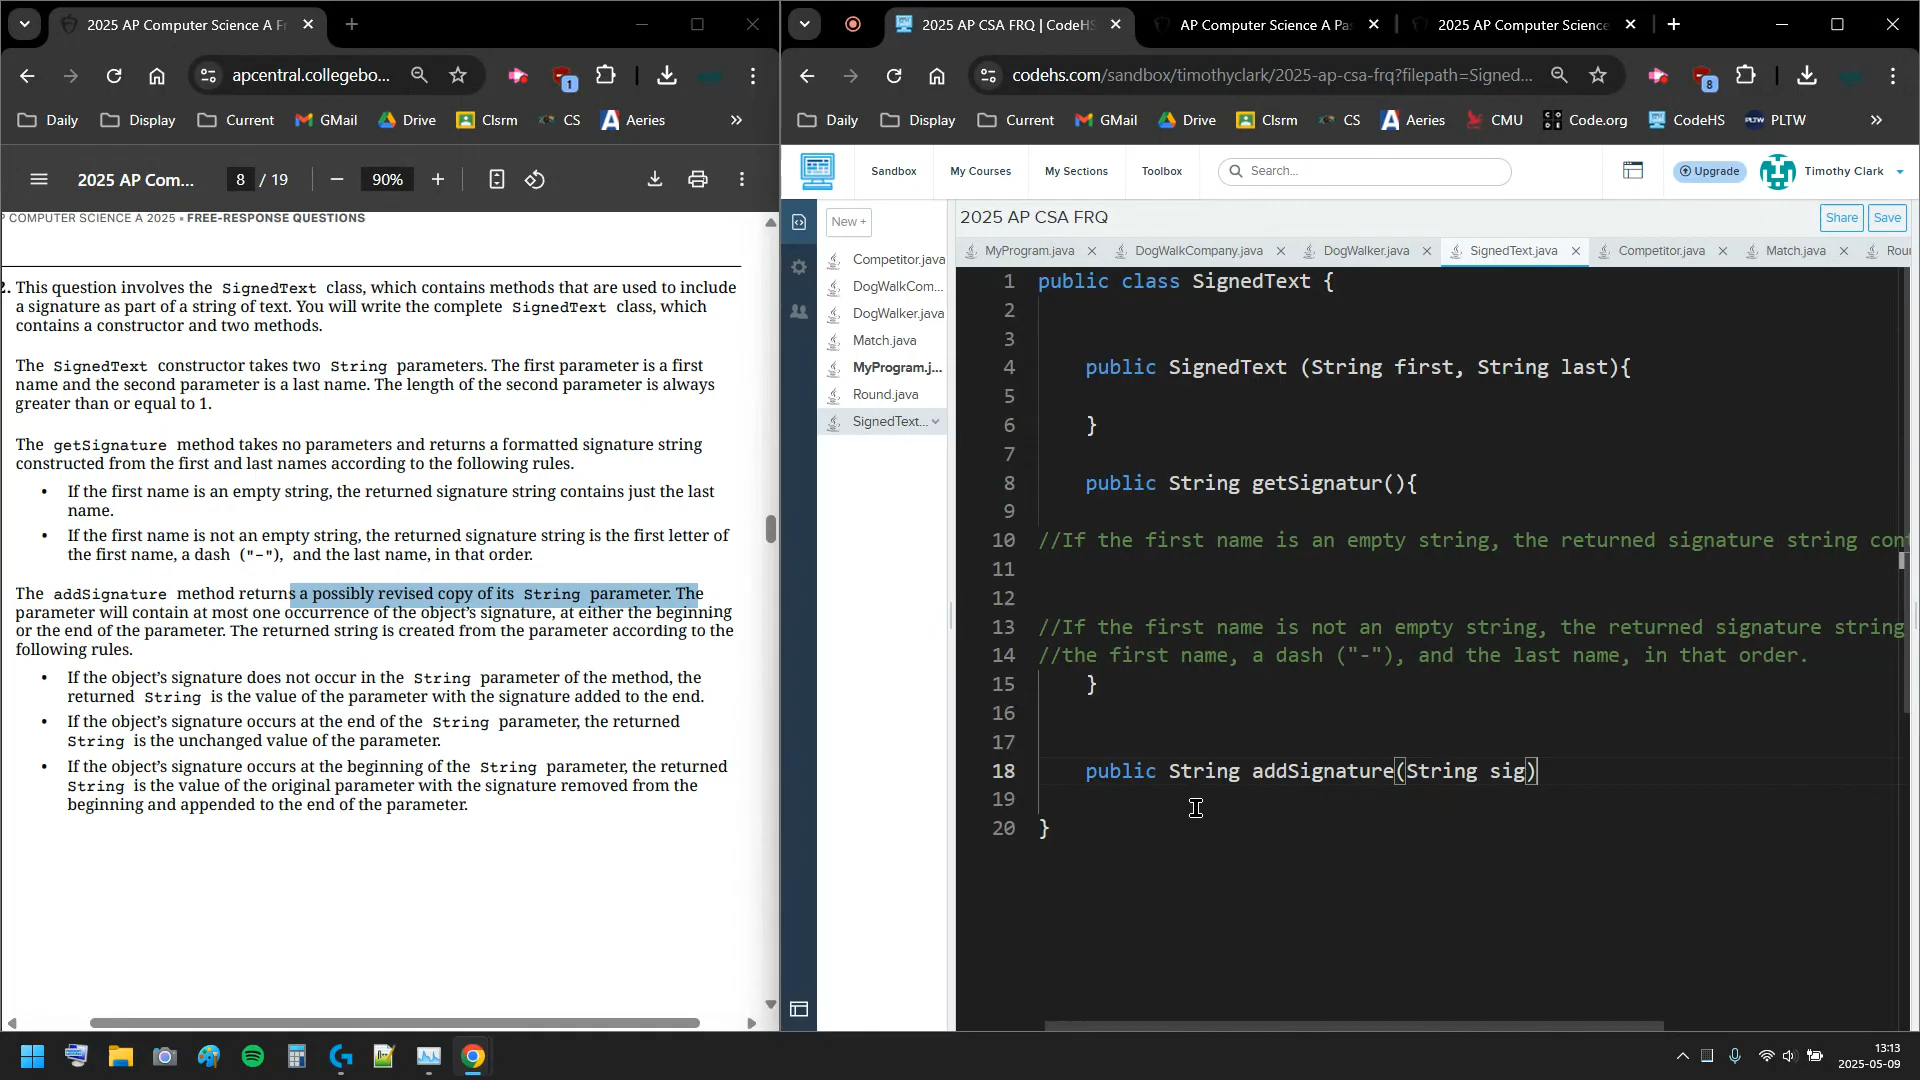 2025 AP Computer Science A F
apcentral.collegebo...
1
Daily
Display
Current
GMail
Drive
Clsrm
CS
Aeries
»
2025 AP Com...
8 / 19
90%
P COMPUTER SCIENCE A 2025 ▪ FREE-RESPONSE QUESTIONS
2. This question involves the SignedText class, which contains methods that are used to include
a signature as part of a string of text. You will write the complete SignedText class, which
contains a constructor and two methods.
The SignedText constructor takes two String parameters. The first parameter is a first
name and the second parameter is a last name. The length of the second parameter is always
greater than or equal to 1.
The getSignature method takes no parameters and returns a formatted signature string
constructed from the first and last names according to the following rules.
• If the first name is an empty string, the returned signature string contains just the last
name.
• If the first name is not an empty string, the returned signature string is the first letter of
the first name, a dash ("-"), and the last name, in that order.
The addSignature method returns a possibly revised copy of its String parameter. The
parameter will contain at most one occurrence of the object's signature, at either the beginning
or the end of the parameter. The returned string is created from the parameter according to the
following rules.
• If the object's signature does not occur in the String parameter of the method, the
returned String is the value of the parameter with the signature added to the end.
• If the object's signature occurs at the end of the String parameter, the returned
String is the unchanged value of the parameter.
• If the object's signature occurs at the beginning of the String parameter, the returned
String is the value of the original parameter with the signature removed from the
beginning and appended to the end of the parameter.
2025 AP CSA FRQ | CodeHS
AP Computer Science A Pa
2025 AP Computer Science
codehs.com/sandbox/timothyclark/2025-ap-csa-frq?filepath=Signed...
8
Daily
Display
Current
GMail
Drive
Clsrm
CS
Aeries
CMU
Code.org
CodeHS
PLTW
»
Sandbox
My Courses
My Sections
Toolbox
Search...
Upgrade
Timothy Clark
New +
2025 AP CSA FRQ
Share
Save
MyProgram.java
DogWalkCompany.java
DogWalker.java
SignedText.java
Competitor.java
Match.java
Rou
Competitor.java
DogWalkCom...
DogWalker.java
Match.java
MyProgram.j...
Round.java
SignedText...
1 public class SignedText {
2
3
4 public SignedText (String first, String last){
5
6 }
7
8 public String getSignatur(){
9
10 //If the first name is an empty string, the returned signature string con
11
12
13 //If the first name is not an empty string, the returned signature string
14 //the first name, a dash ("-"), and the last name, in that order.
15 }
16
17
18 public String addSignature(String sig)
19
20 }
13:13
2025-05-09